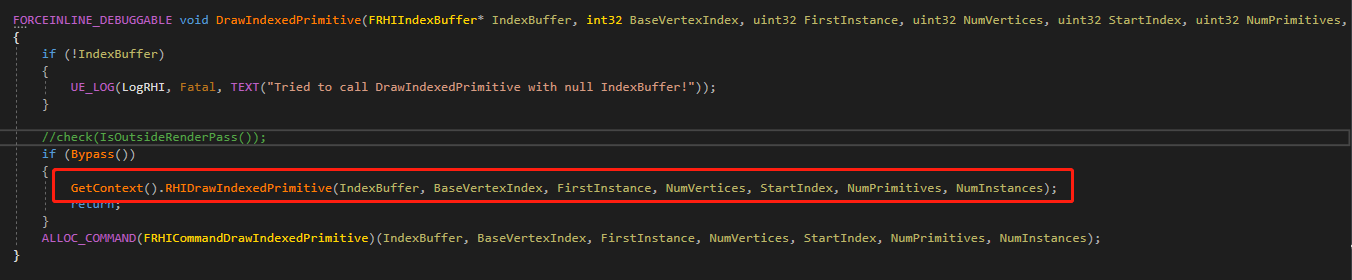 FORCEINLINE_DEBUGGABLE void DrawIndexedPrimitive(FRHIIndexBuffer* IndexBuffer, int32 BaseVertexIndex, uint32 FirstInstance, uint32 NumVertices, uint32 StartIndex, uint32 NumPrimitives,
{
if (!IndexBuffer)
{
UE_LOG(LogRHI, Fatal, TEXT("Tried to call DrawIndexedPrimitive with null IndexBuffer!"));
}
//check(IsOutsideRenderPass());
if (Bypass())
{
GetContext().RHIDrawIndexedPrimitive(IndexBuffer, BaseVertexIndex, FirstInstance, NumVertices, StartIndex, NumPrimitives, NumInstances);
return;
}
ALLOC_COMMAND(FRHICommandDrawIndexedPrimitive)(IndexBuffer, BaseVertexIndex, FirstInstance, NumVertices, StartIndex, NumPrimitives, NumInstances);
}